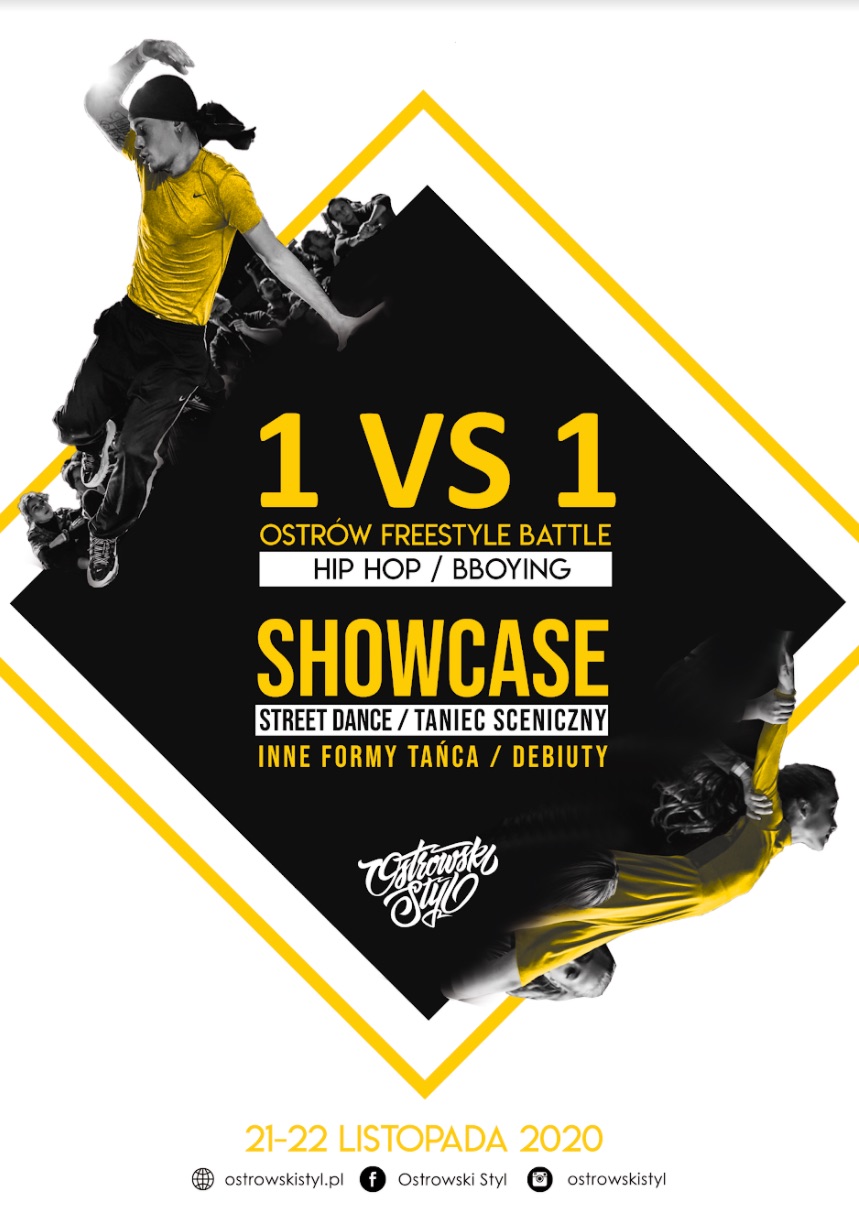 1 VS 1
OSTRÓW FREESTYLE BATTLE
HIP HOP / BBOYING
SHOWCASE
STREET DANCE / TANIEC SCENICZNY
INNE FORMY TAŃCA / DEBIUTY
Ostrowski
Styl
21-22 LISTOPADA 2020
ostrowskistyl.pl f Ostrowski Styl ostrowskistyl